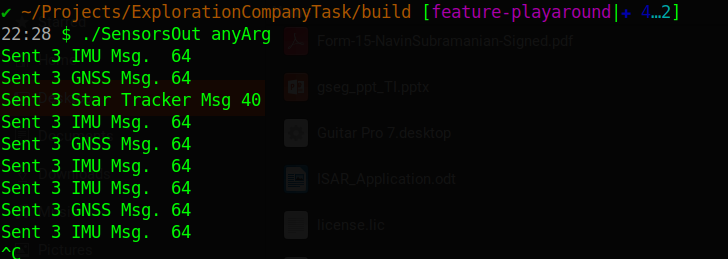 ✔ ~/Projects/ExplorationCompanyTask/build [feature-playaround|✚ 4…2]
22:28 $ ./SensorsOut anyArg
Sent 3 IMU Msg.  64
Sent 3 GNSS Msg.  64
Sent 3 Star Tracker Msg 40
Sent 3 IMU Msg.  64
Sent 3 GNSS Msg.  64
Sent 3 IMU Msg.  64
Sent 3 IMU Msg.  64
Sent 3 GNSS Msg.  64
Sent 3 IMU Msg.  64
^C
Form-15-NavinSubramanian-Signed.pdf
gseg_ppt_TI.pptx
Guitar Pro 7.desktop
ISAR_Application.odt
license.lic
Pictures